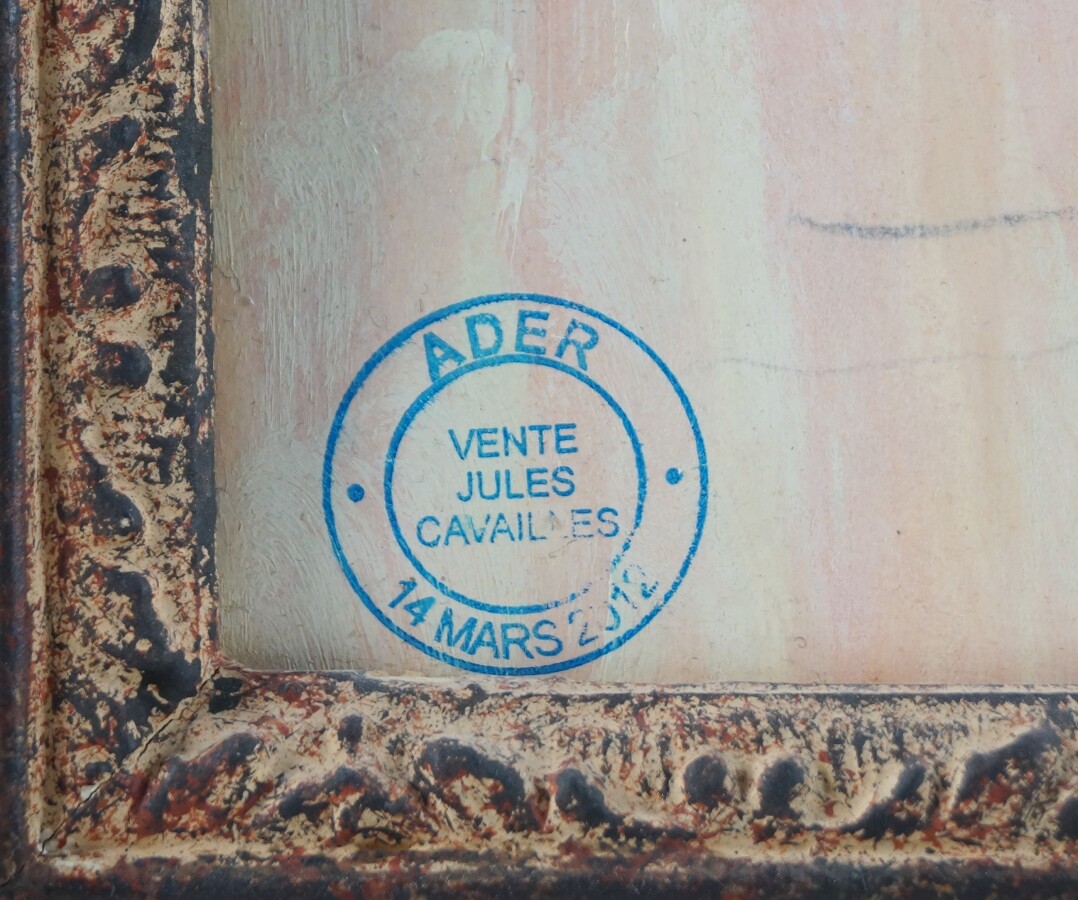 ADER
VENTE
JULES
CAVAILLES
14 MARS 2012